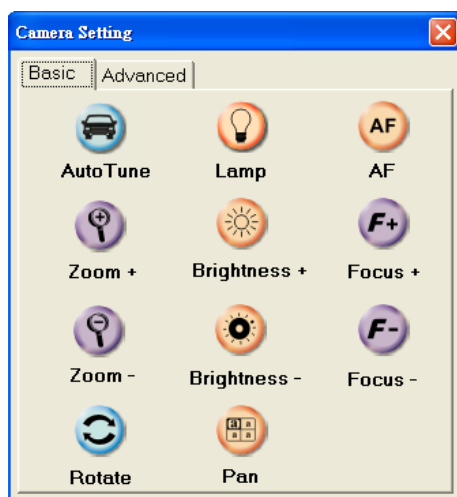 Camera Setting
Basic Advanced
AF
AutoTune Lamp AF
F+
Zoom + Brightness + Focus +
F-
Zoom - Brightness - Focus -
a a
a a
Rotate Pan